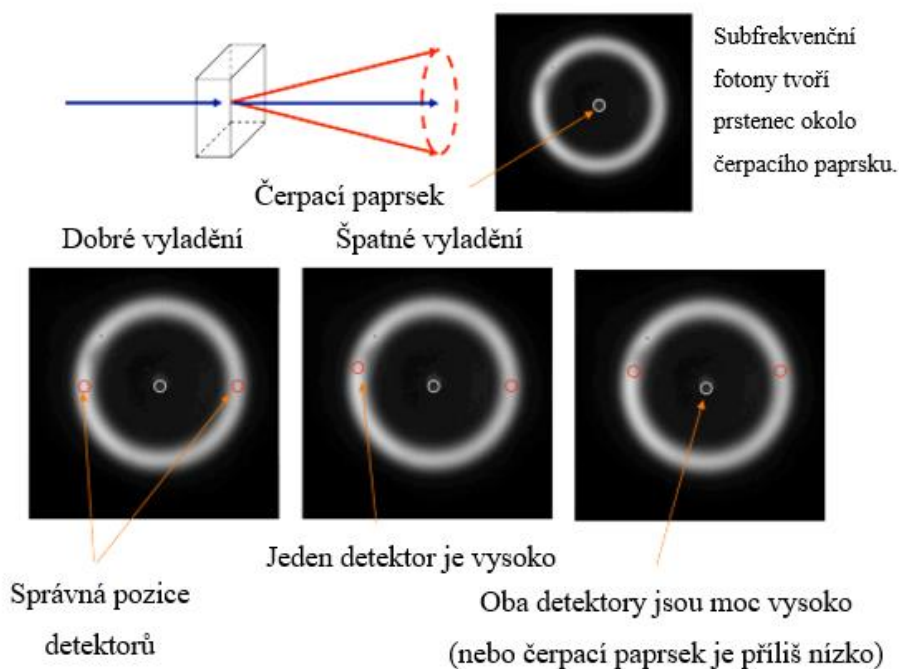 Subfrekvenční
fotony tvoří
prstenec okolo
čerpacího paprsku.
Čerpací paprsek
Dobré vyladění
Špatné vyladění
Jeden detektor je vysoko
Správná pozice
detektorů
Oba detektory jsou moc vysoko
(nebo čerpací paprsek je příliš nízko)